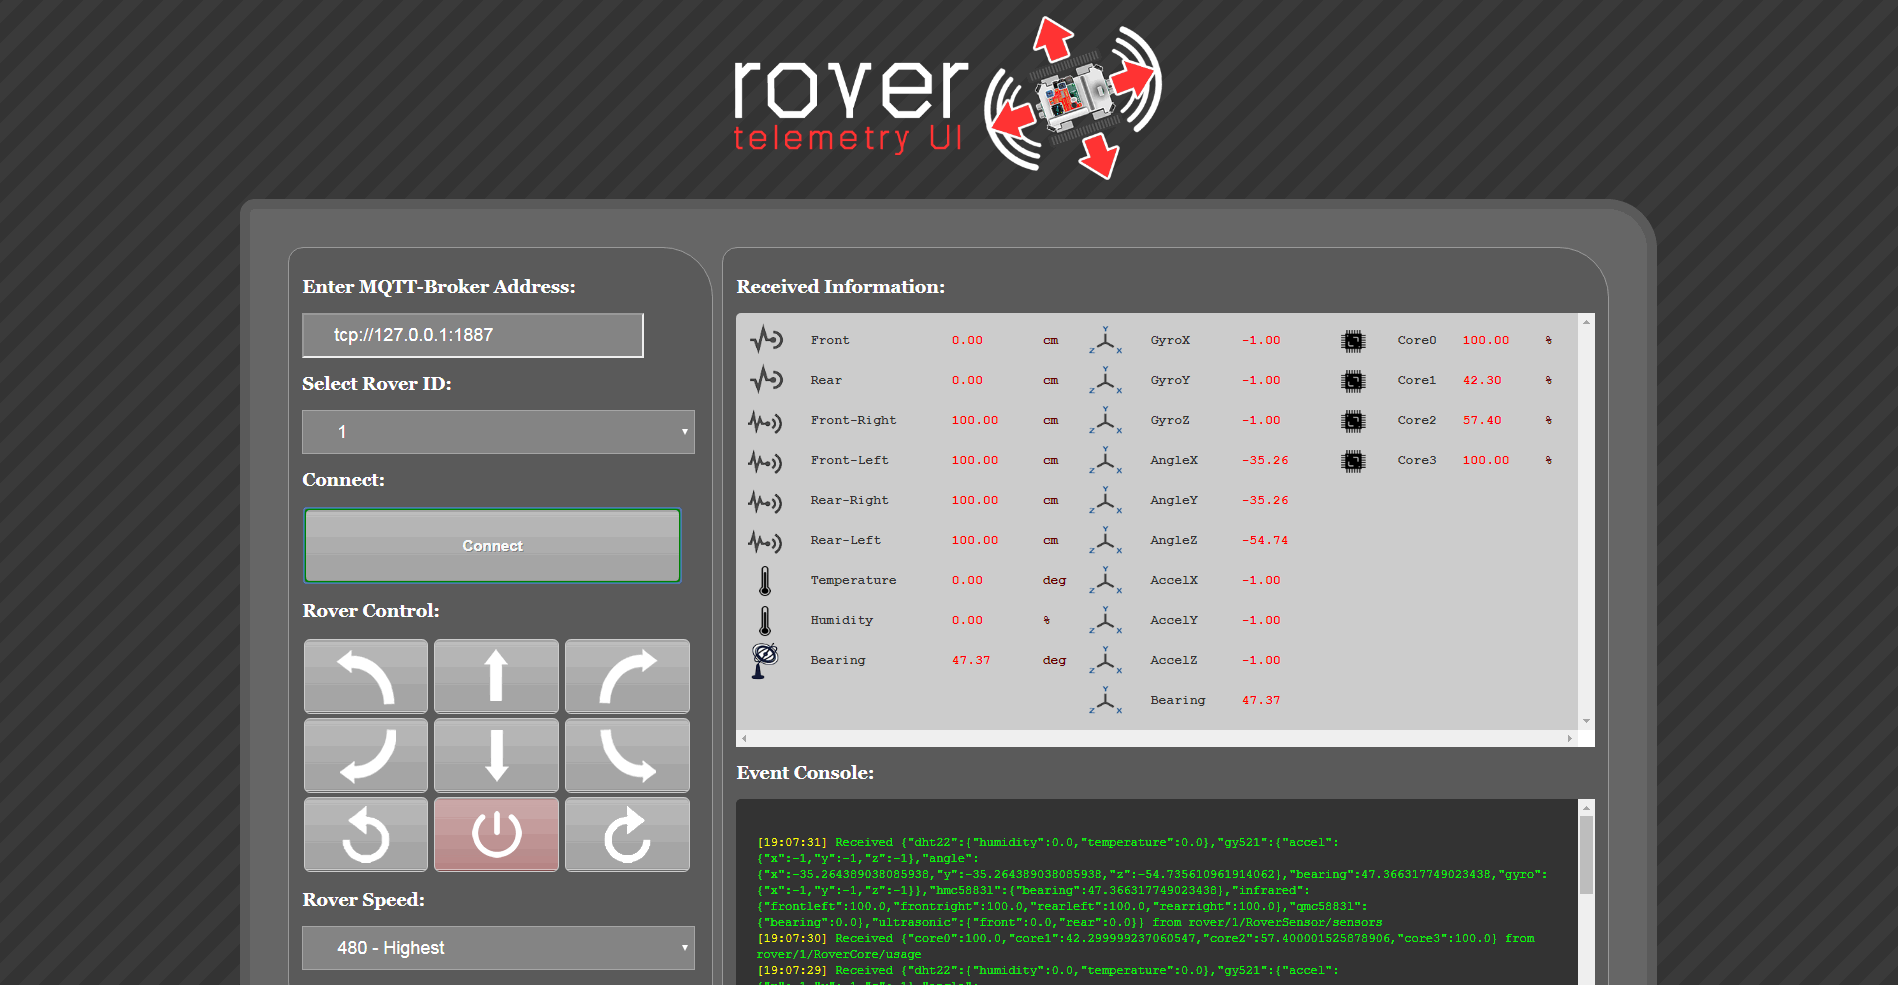 rover
telemetry UI
Enter MQTT-Broker Address:
tcp://127.0.0.1:1887
Select Rover ID:
1
Connect:
Connect
Rover Control:
Rover Speed:
480 - Highest
Received Information:
Front 0.00 cm Y Z X GyroX -1.00 Core0 100.00 %
Rear 0.00 cm Y Z X GyroY -1.00 Core1 42.30 %
Front-Right 100.00 cm Y Z X GyroZ -1.00 Core2 57.40 %
Front-Left 100.00 cm Y Z X AngleX -35.26 Core3 100.00 %
Rear-Right 100.00 cm Y Z X AngleY -35.26
Rear-Left 100.00 cm Y Z X AngleZ -54.74
Temperature 0.00 deg Y Z X AccelX -1.00
Humidity 0.00 % Y Z X AccelY -1.00
Bearing 47.37 deg Y Z X AccelZ -1.00
Y Z X Bearing 47.37
Event Console:
[19:07:31] Received {"dht22":{"humidity":0.0,"temperature":0.0},"gy521":{"accel":
{"x":-1,"y":-1,"z":-1},"angle":
{"x":-35.264389038085938,"y":-35.264389038085938,"z":-54.735610961914062},"bearing":47.366317749023438,"gyro":
{"x":-1,"y":-1,"z":-1}},"hmc5883l":{"bearing":47.366317749023438},"infrared":
{"frontleft":100.0,"frontright":100.0,"rearleft":100.0,"rearright":100.0},"qmc5883l":
{"bearing":0.0},"ultrasonic":{"front":0.0,"rear":0.0}} from rover/1/RoverSensor/sensors
[19:07:30] Received {"core0":100.0,"core1":42.299999237060547,"core2":57.400001525878906,"core3":100.0} from
rover/1/RoverCore/usage
[19:07:29] Received {"dht22":{"humidity":0.0,"temperature":0.0},"gy521":{"accel":